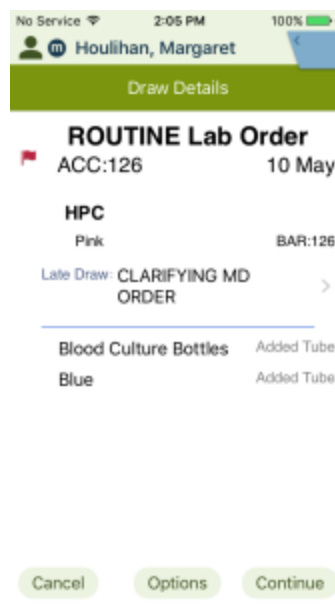 No Service 2:05 PM 100%
m Houlihan, Margaret
Draw Details
ROUTINE Lab Order
ACC:126 10 May
HPC
Pink BAR:126
Late Draw: CLARIFYING MD
ORDER
Blood Culture Bottles Added Tube
Blue Added Tube
Cancel Options Continue